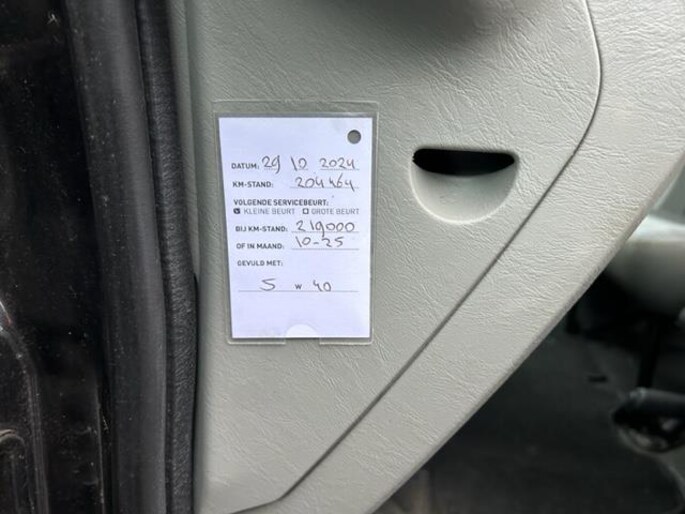 DATUM: 29 10 2024
KM-STAND: 204464
VOLGENDE SERVICEBEURT:
KLEINE BEURT GROTE BEURT
BIJ KM-STAND: 219000
OF IN MAAND: 10-25
GEVULD MET:
5 W 40